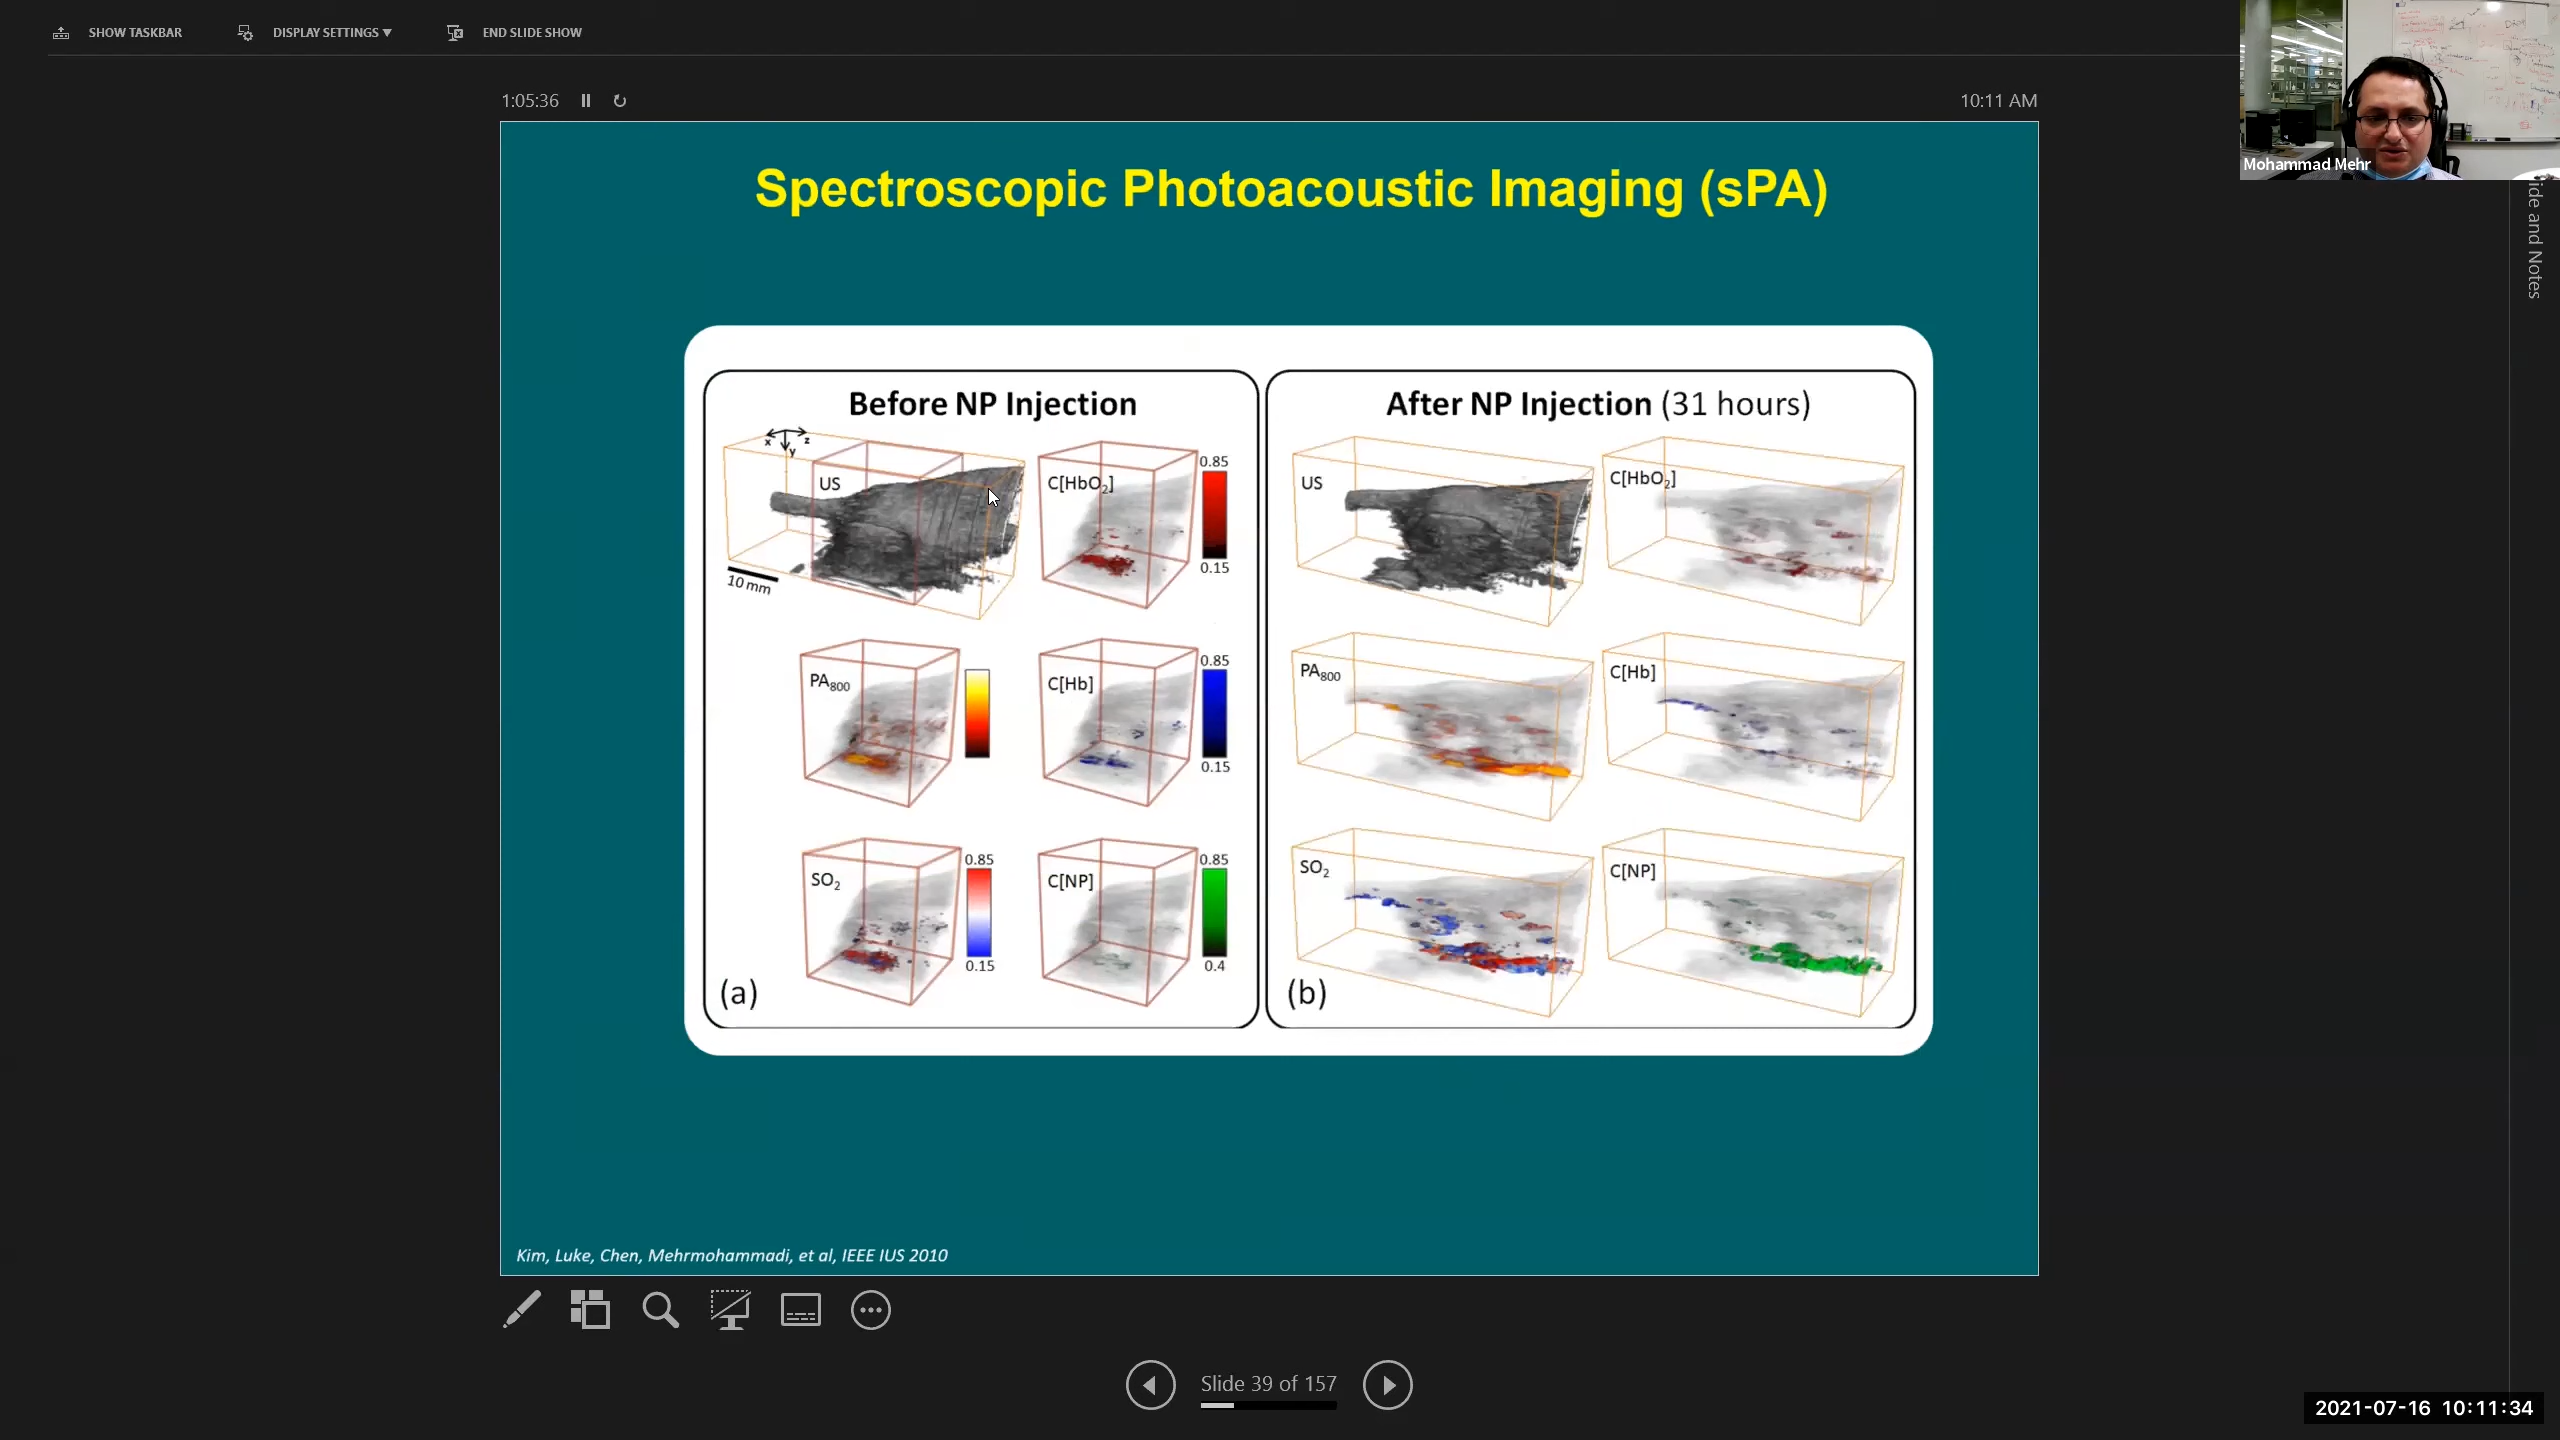 SHOW TASKBAR
DISPLAY SETTINGS ▼
END SLIDE SHOW
1:05:36
10:11 AM
Mohammad Mehr
ide and Notes
Spectroscopic Photoacoustic Imaging (sPA)
Before NP Injection
x
z
y
US
10 mm
C[HbO₂]
0.85
0.15
PA₈₀₀
C[Hb]
0.85
0.15
SO₂
0.85
0.15
C[NP]
0.85
0.4
(a)
After NP Injection (31 hours)
US
C[HbO₂]
PA₈₀₀
C[Hb]
SO₂
C[NP]
(b)
Kim, Luke, Chen, Mehrmohammadi, et al, IEEE IUS 2010
Slide 39 of 157
2021-07-16 10:11:34